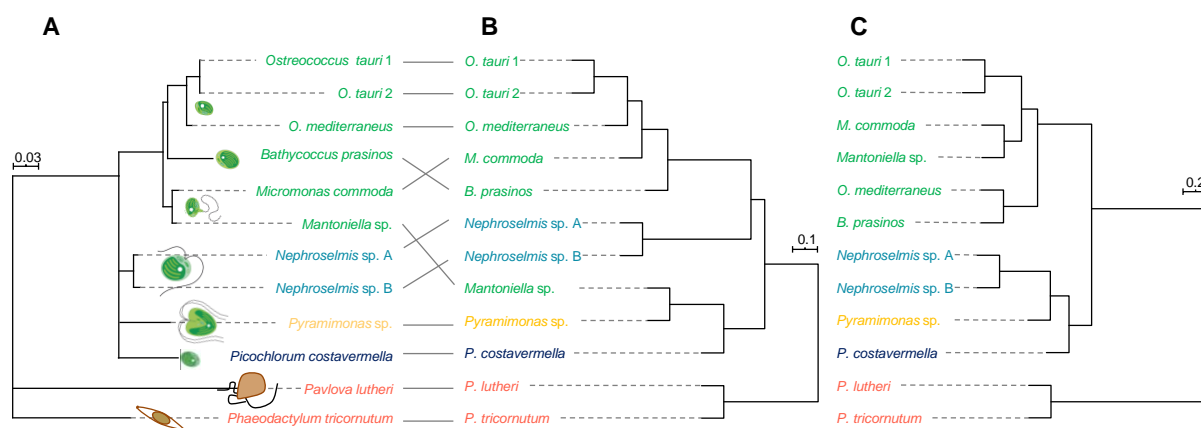 A
B
C
Ostreococcus tauri 1
O. tauri 2
O. mediterraneus
Bathycoccus prasinos
Micromonas commoda
Mantoniella sp.
Nephroselmis sp. A
Nephroselmis sp. B
Pyramimonas sp.
Picochlorum costavermella
Pavlova lutheri
Phaeodactylum tricornutum
0.03
O. tauri 1
O. tauri 2
O. mediterraneus
M. commoda
B. prasinos
Nephroselmis sp. A
Nephroselmis sp. B
Mantoniella sp.
Pyramimonas sp.
P. costavermella
P. lutheri
P. tricornutum
0.1
O. tauri 1
O. tauri 2
M. commoda
Mantoniella sp.
O. mediterraneus
B. prasinos
Nephroselmis sp. A
Nephroselmis sp. B
Pyramimonas sp.
P. costavermella
P. lutheri
P. tricornutum
0.2